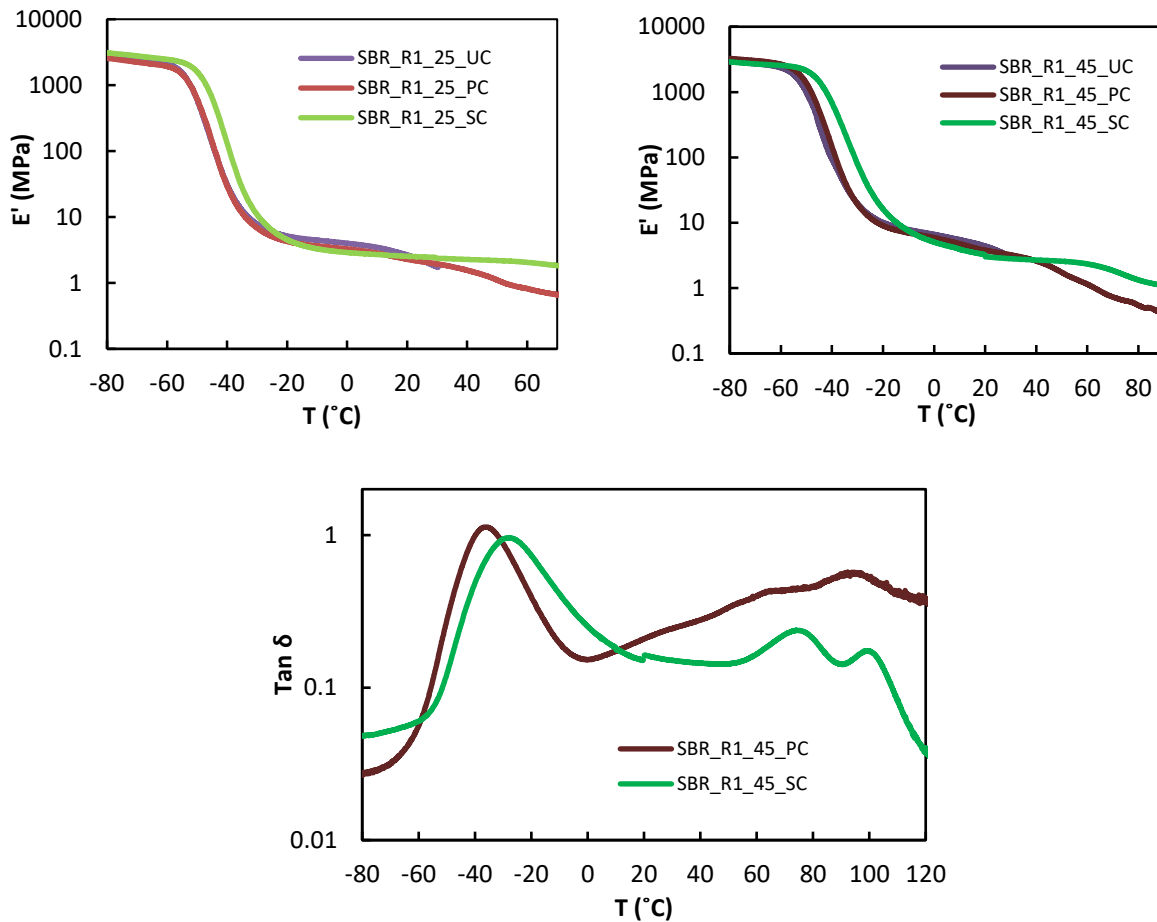 10000
1000
100
10
1
0.1
E' (MPa)
-80 -60 -40 -20 0 20 40 60
T (˚C)
SBR_R1_25_UC
SBR_R1_25_PC
SBR_R1_25_SC
10000
1000
100
10
1
0.1
E' (MPa)
-80 -60 -40 -20 0 20 40 60 80
T (˚C)
SBR_R1_45_UC
SBR_R1_45_PC
SBR_R1_45_SC
1
0.1
0.01
Tan δ
-80 -60 -40 -20 0 20 40 60 80 100 120
T (˚C)
SBR_R1_45_PC
SBR_R1_45_SC